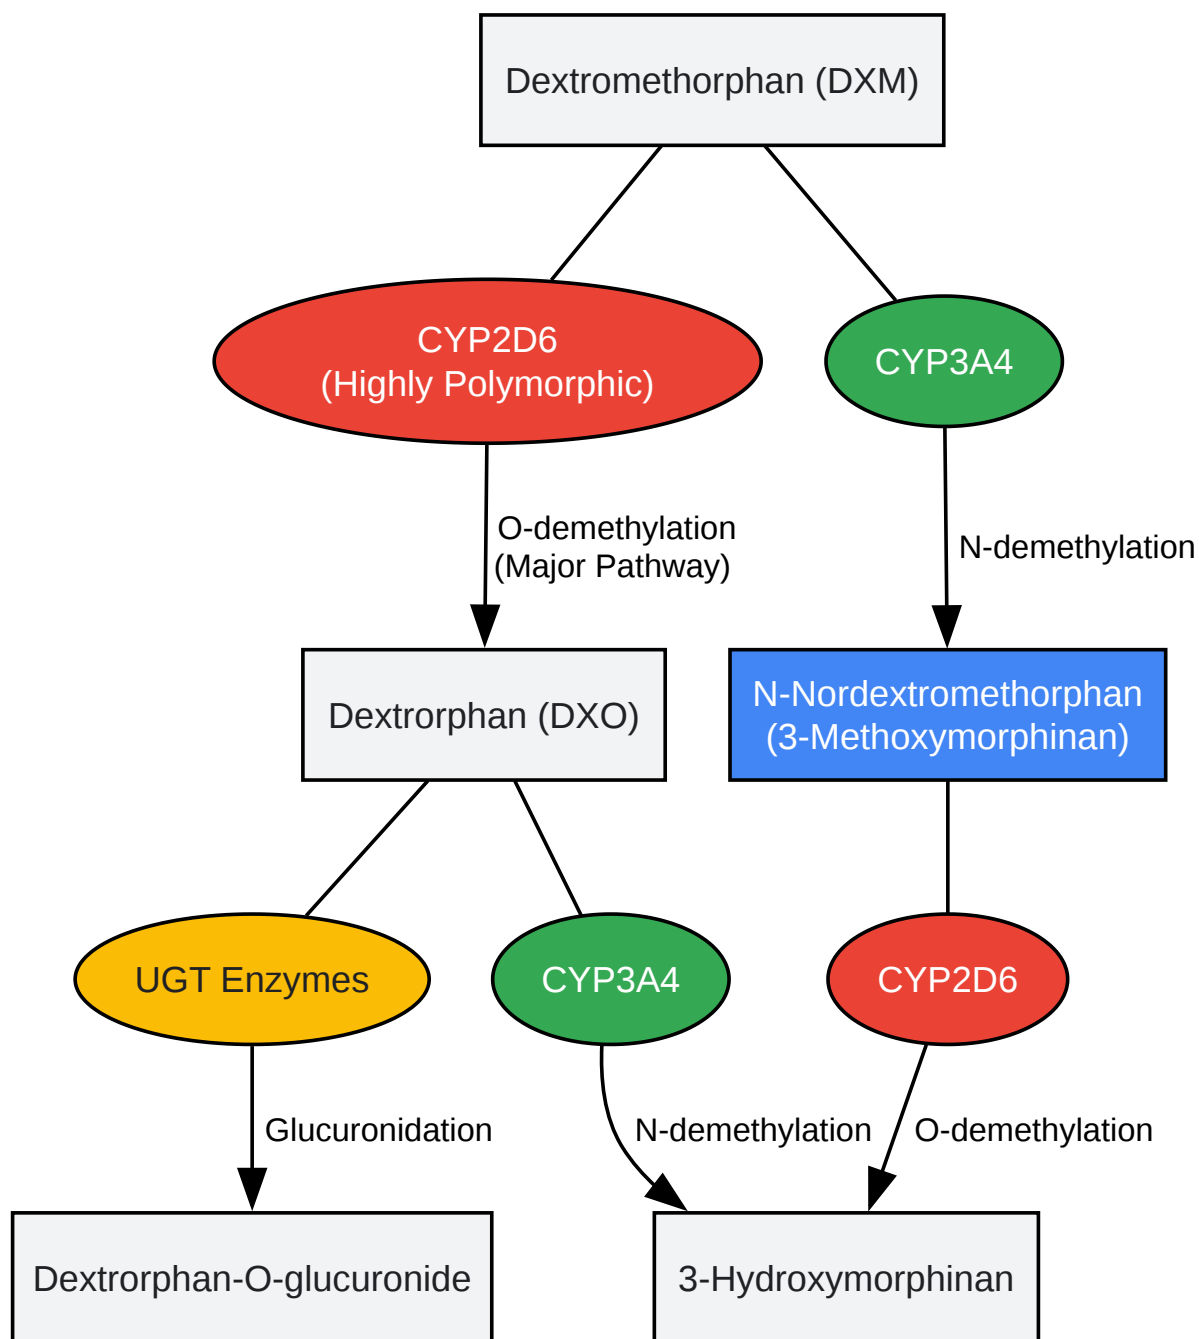 Dextromethorphan (DXM)
CYP2D6
(Highly Polymorphic)
CYP3A4
O-demethylation
(Major Pathway)
N-demethylation
Dextrorphan (DXO)
N-Nordextromethorphan
(3-Methoxymorphinan)
UGT Enzymes
CYP3A4
CYP2D6
Glucuronidation
N-demethylation
O-demethylation
Dextrorphan-O-glucuronide
3-Hydroxymorphinan